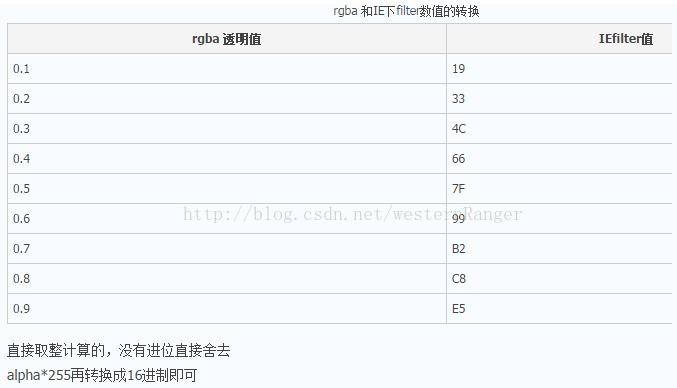 rgba 和IE下filter数值的转换
rgba 透明值 IEfilter值
0.1 19
0.2 33
0.3 4C
0.4 66
0.5 7F
0.6 99
0.7 B2
0.8 C8
0.9 E5
http://blog.csdn.net/westernRanger
直接取整计算的，没有进位直接舍去
alpha*255再转换成16进制即可